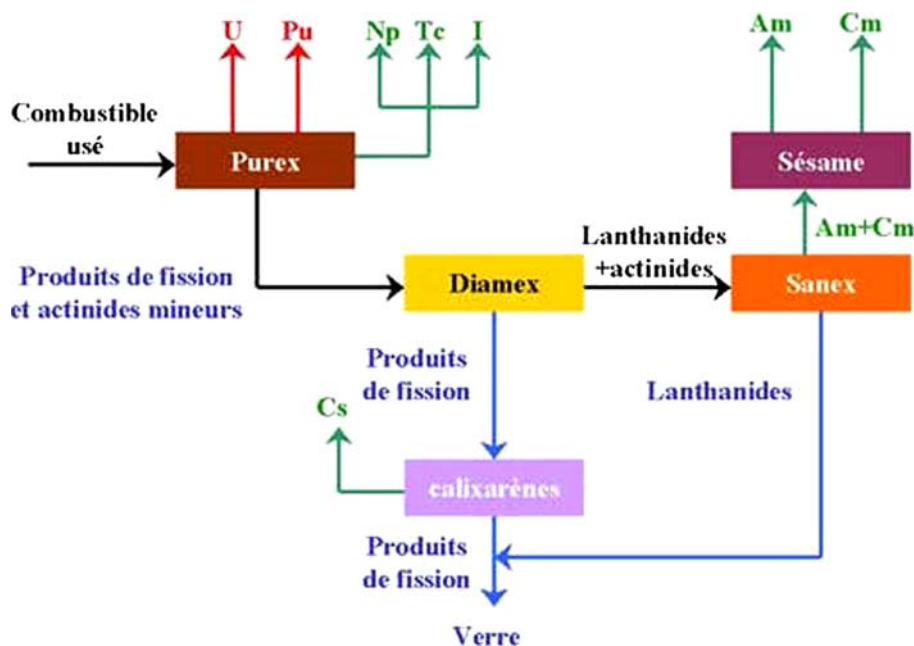 U
Pu
Np
Tc
I
Am
Cm
Combustible
usé
Purex
Sésame
Am+Cm
Lanthanides
+actinides
Produits de fission
et actinides mineurs
Diamex
Sanex
Produits
de fission
Lanthanides
Cs
calixarènes
Produits
de fission
Verre